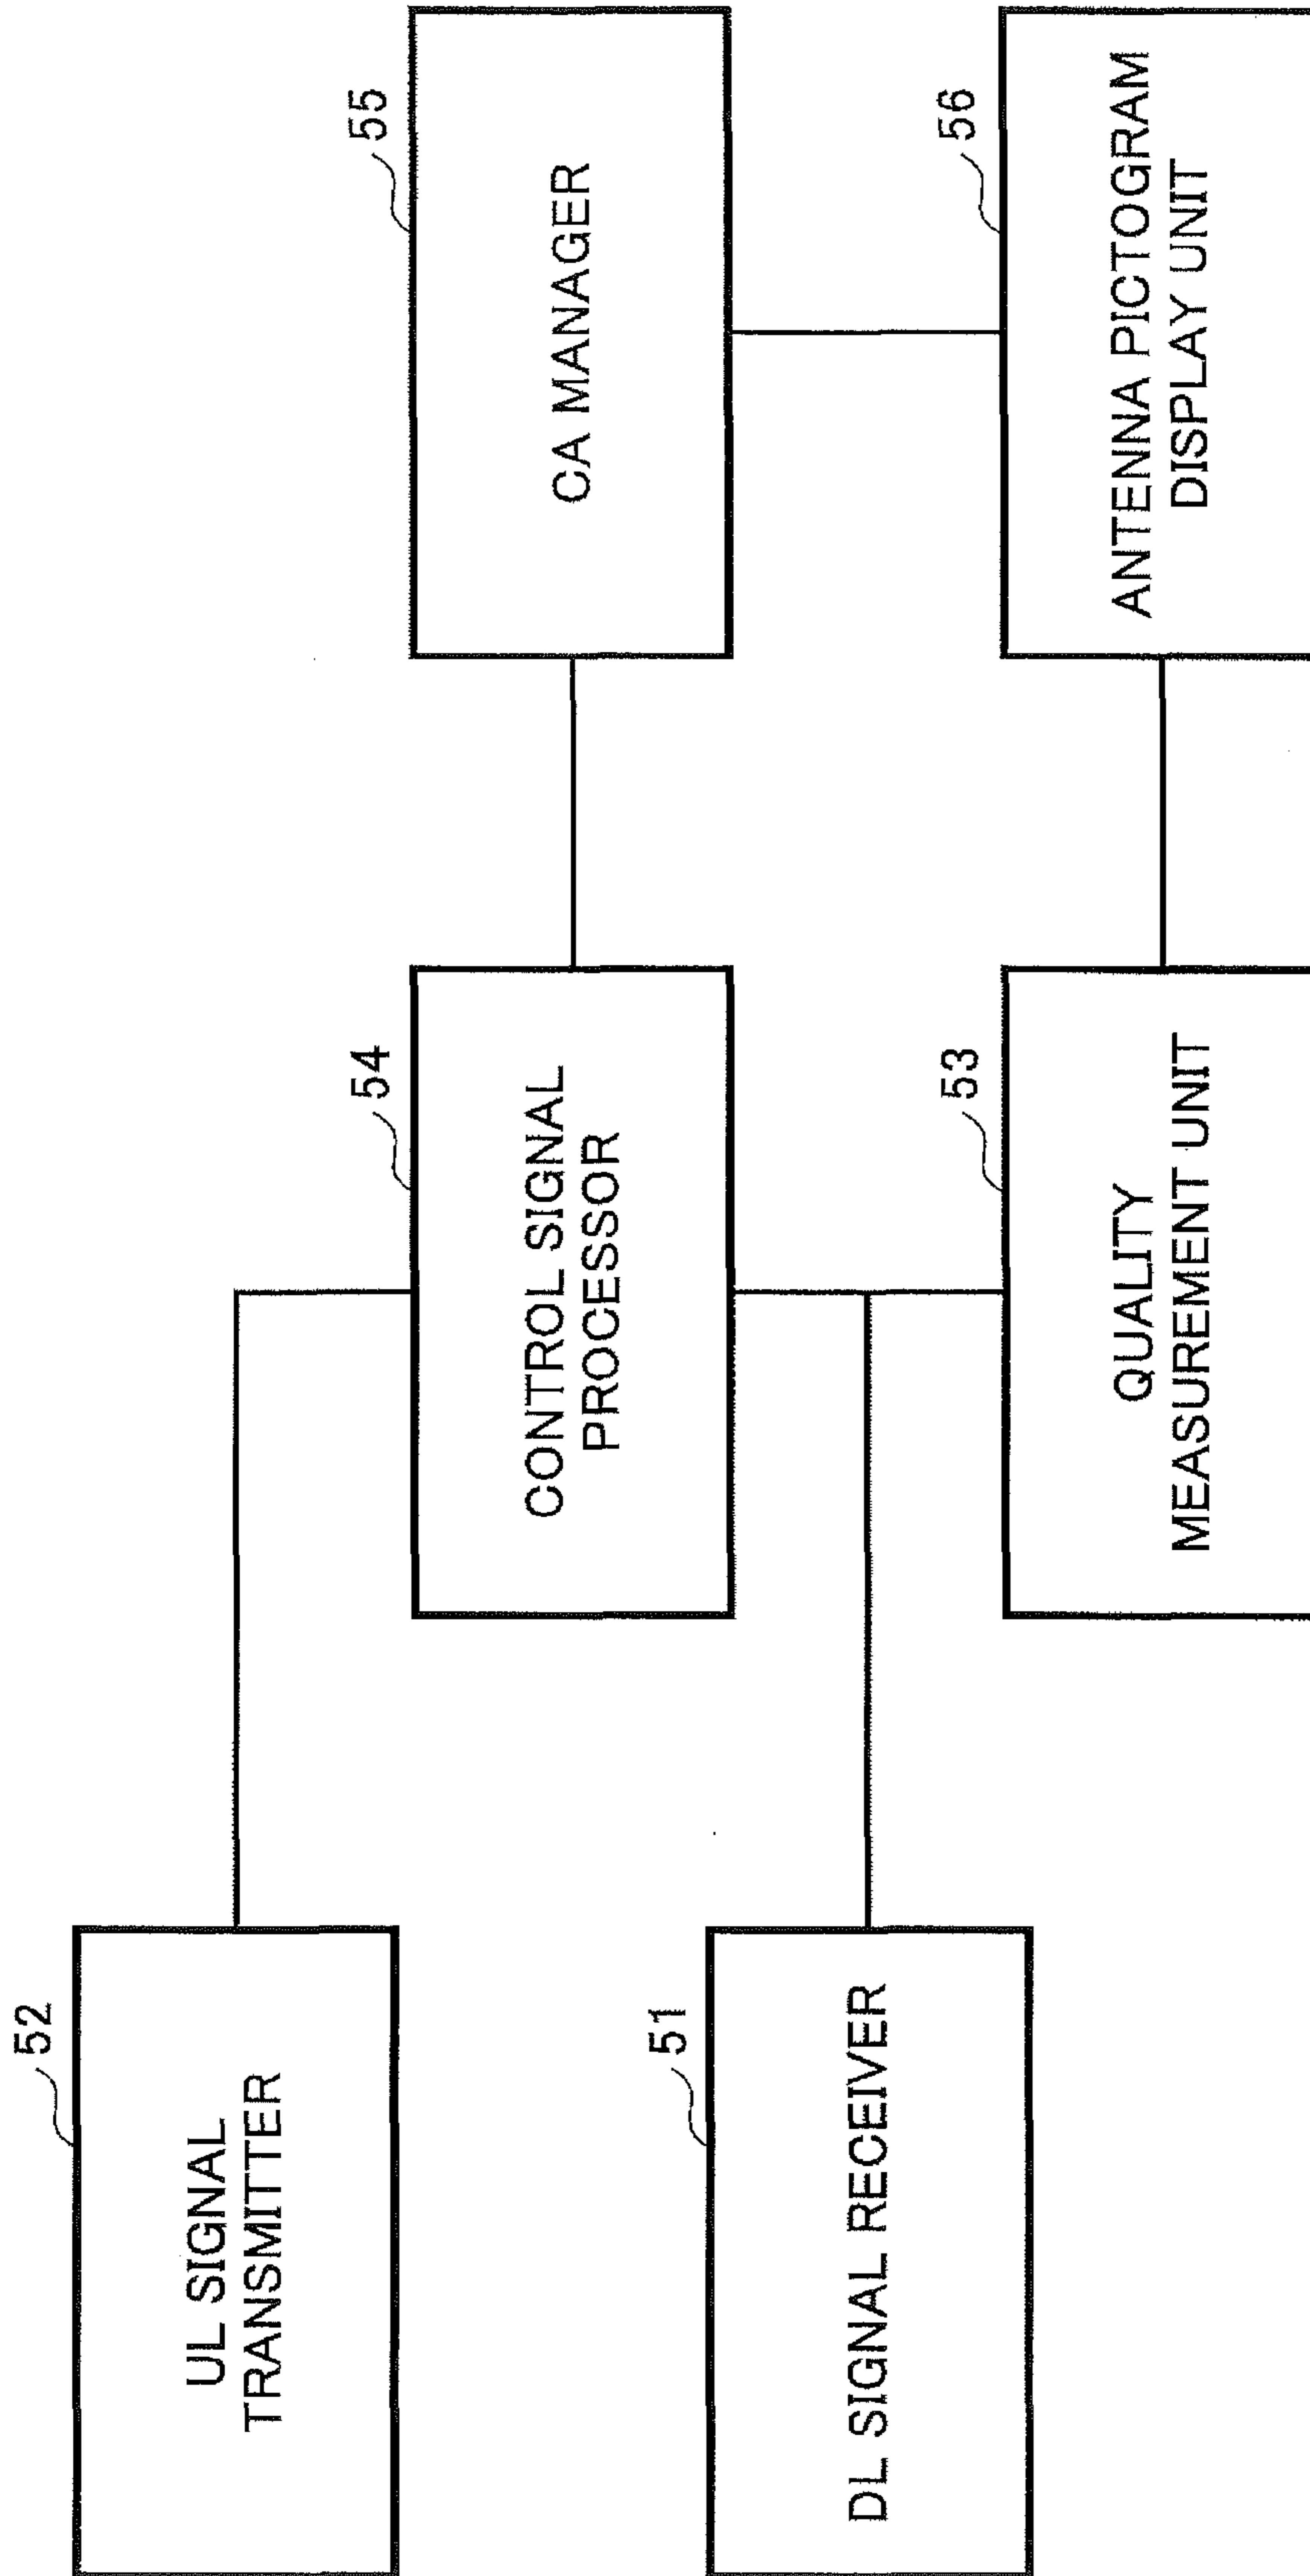 52
UL SIGNAL
TRANSMITTER
54
CONTROL SIGNAL
PROCESSOR
55
CA MANAGER
51
DL SIGNAL RECEIVER
53
QUALITY
MEASUREMENT UNIT
56
ANTENNA PICTOGRAM
DISPLAY UNIT